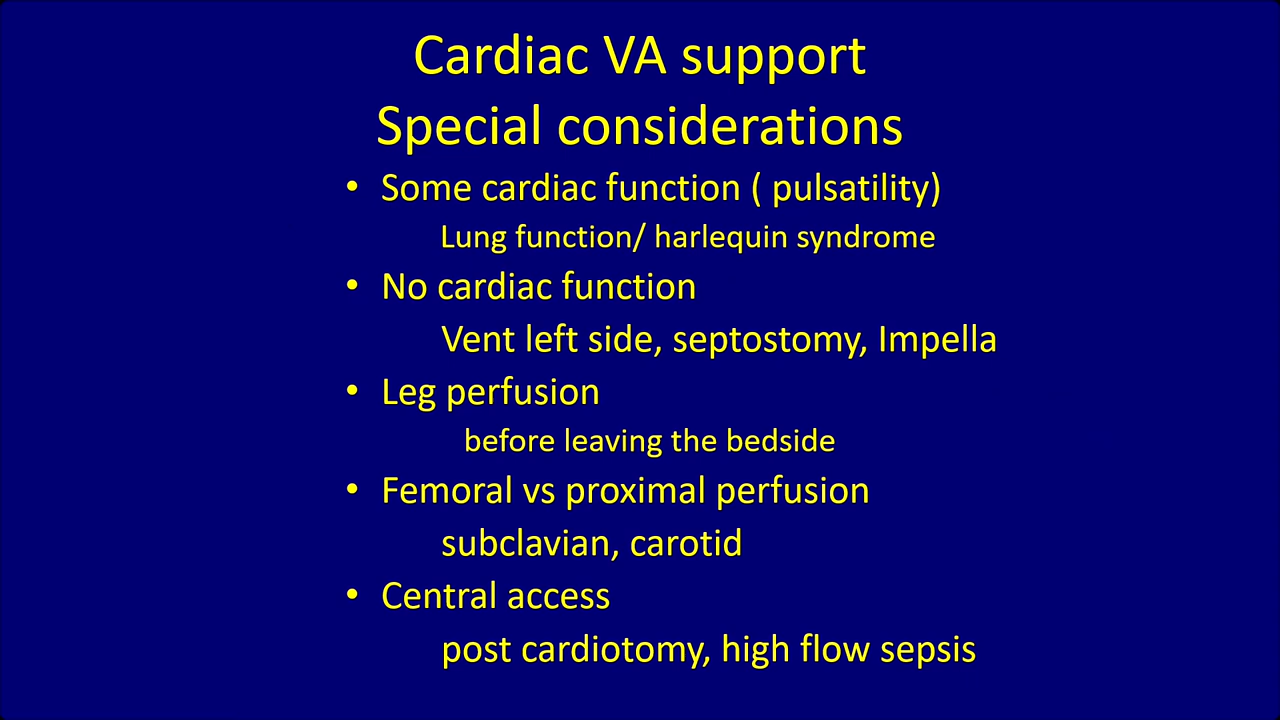 Cardiac VA support
Special considerations
• Some cardiac function ( pulsatility)
Lung function/ harlequin syndrome
• No cardiac function
Vent left side, septostomy, Impella
• Leg perfusion
before leaving the bedside
• Femoral vs proximal perfusion
subclavian, carotid
• Central access
post cardiotomy, high flow sepsis